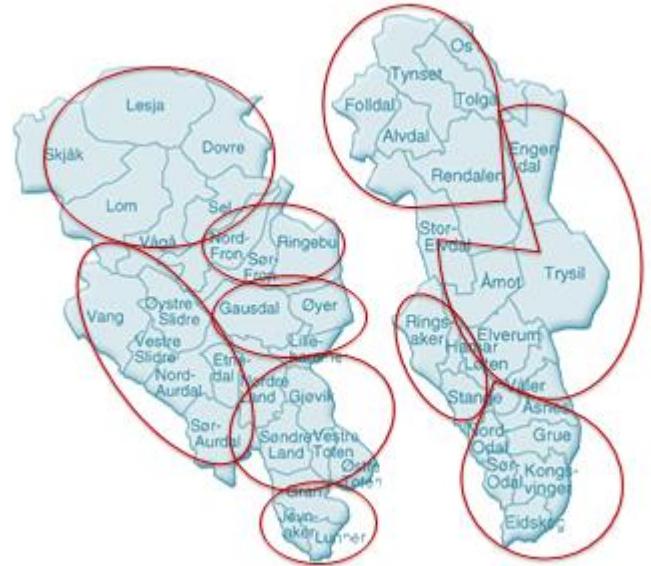 Lesja
Skjåk
Dovre
Lom
Sel
Vågå
Nord-
Fron
Ringebu
Sør-
Fron
Vang
Øystre
Slidre
Gausdal
Øyer
Vestre
Slidre
Lille-
Etne
dal
Nord-
Aurdal
Nordre
Land
Gjøvik
Sør-
Aurdal
Søndre
Land
Vestre
Toten
Østre
Toten
Gran
Jevn-
aker
Lunner
Os
Tynset
Tolga
Folldal
Alvdal
Engen
dal
Rendalen
Stor-
Elvdal
Trysil
Åmot
Rings-
aker
Elverum
Hamar
Løten
Våler
Stange
Åsnes
Nord-
Odal
Grue
Sør-
Odal
Kongs-
vinger
Eidskog